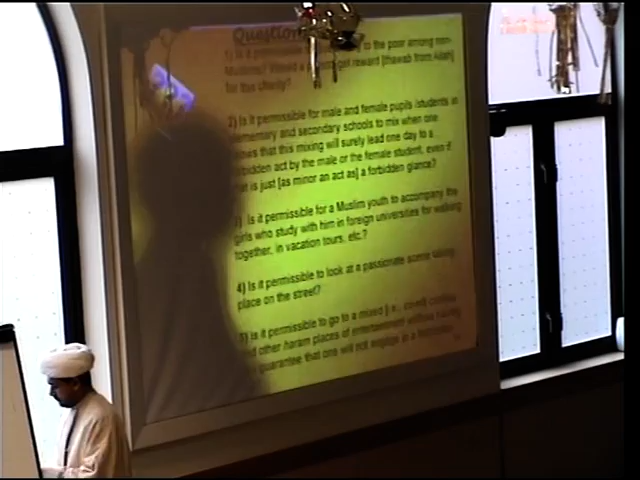 Question
1) Is it permissible to the poor among non-
Muslims? Would a get reward [thawab from Allah]
for this charity?
2) Is it permissible for male and female pupils /students in
elementary and secondary schools to mix when one
knows that this mixing will surely lead one day to a
forbidden act by the male or the female student, even if
it is just [as minor an act as] a forbidden glance?
3) Is it permissible for a Muslim youth to accompany the
girls who study with him in foreign universities for walking
together, in vacation tours, etc.?
4) Is it permissible to look at a passionate scene taking
place on the street?
5) Is it permissible to go to a mixed
and other haram places of entertainment without having
guarantee that one will not engage in a